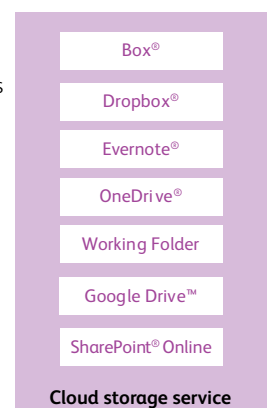 Box®
s
Dropbox®
Evernote®
OneDrive®
Working Folder
Google Drive™
SharePoint® Online
Cloud storage service